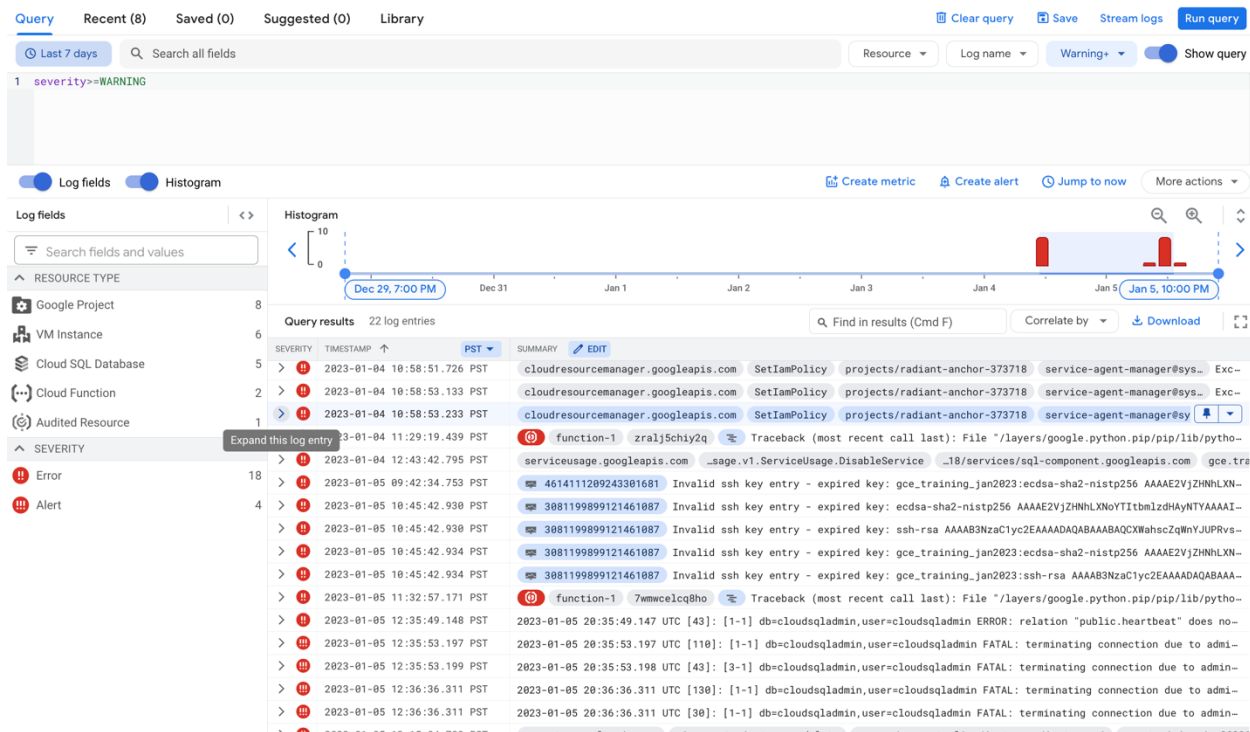 Query Recent (8) Saved (0) Suggested (0) Library Clear query Save Stream logs Run query
Last 7 days Search all fields Resource Log name Warning+ Show query
1 severity>=WARNING
Log fields Histogram Create metric Create alert Jump to now More actions
Log fields
Search fields and values
RESOURCE TYPE
Google Project 8
VM Instance 6
Cloud SQL Database 5
Cloud Function 2
Audited Resource 1
Expand this log entry
SEVERITY
Error 18
Alert 4
Histogram
10
0
Dec 29, 7:00 PM Dec 31 Jan 1 Jan 2 Jan 3 Jan 4 Jan 5 Jan 5, 10:00 PM
Query results 22 log entries Find in results (Cmd F) Correlate by Download
SEVERITY TIMESTAMP PST SUMMARY EDIT
2023-01-04 10:58:51.726 PST cloudresourcemanager.googleapis.com SetIamPolicy projects/radiant-anchor-373718 service-agent-manager@sys… Exc…
2023-01-04 10:58:53.133 PST cloudresourcemanager.googleapis.com SetIamPolicy projects/radiant-anchor-373718 service-agent-manager@sys… Exc…
2023-01-04 10:58:53.233 PST cloudresourcemanager.googleapis.com SetIamPolicy projects/radiant-anchor-373718 service-agent-manager@sy
3-01-04 11:29:19.439 PST function-1 zralj5chiy2q Traceback (most recent call last): File "/layers/google.python.pip/pip/lib/pytho…
2023-01-04 12:43:42.795 PST serviceusage.googleapis.com …sage.v1.ServiceUsage.DisableService …18/services/sql-component.googleapis.com gce.tra
2023-01-05 09:42:34.753 PST 4614111209243301681 Invalid ssh key entry - expired key: gce_training_jan2023:ecdsa-sha2-nistp256 AAAAE2VjZHNhLXN…
2023-01-05 10:45:42.930 PST 3081199899121461087 Invalid ssh key entry - expired key: ecdsa-sha2-nistp256 AAAAE2VjZHNhLXNoYTItbmlzdHAyNTYAAAAI…
2023-01-05 10:45:42.930 PST 3081199899121461087 Invalid ssh key entry - expired key: ssh-rsa AAAAB3NzaC1yc2EAAAADAQABAAABAQCXWahscZqWnYJUPRvs…
2023-01-05 10:45:42.934 PST 3081199899121461087 Invalid ssh key entry - expired key: gce_training_jan2023:ecdsa-sha2-nistp256 AAAAE2VjZHNhLXN…
2023-01-05 10:45:42.934 PST 3081199899121461087 Invalid ssh key entry - expired key: gce_training_jan2023:ssh-rsa AAAAB3NzaC1yc2EAAAADAQABAAA…
2023-01-05 11:32:57.171 PST function-1 7wmwcelcq8ho Traceback (most recent call last): File "/layers/google.python.pip/pip/lib/pytho…
2023-01-05 12:35:49.148 PST 2023-01-05 20:35:49.147 UTC [43]: [1-1] db=cloudsqladmin,user=cloudsqladmin ERROR: relation "public.heartbeat" does no…
2023-01-05 12:35:53.197 PST 2023-01-05 20:35:53.197 UTC [110]: [1-1] db=cloudsqladmin,user=cloudsqladmin FATAL: terminating connection due to admi…
2023-01-05 12:35:53.199 PST 2023-01-05 20:35:53.198 UTC [43]: [3-1] db=cloudsqladmin,user=cloudsqladmin FATAL: terminating connection due to admin…
2023-01-05 12:36:36.311 PST 2023-01-05 20:36:36.311 UTC [130]: [1-1] db=cloudsqladmin,user=cloudsqladmin FATAL: terminating connection due to admi…
2023-01-05 12:36:36.311 PST 2023-01-05 20:36:36.311 UTC [30]: [1-1] db=cloudsqladmin,user=cloudsqladmin FATAL: terminating connection due to admin…